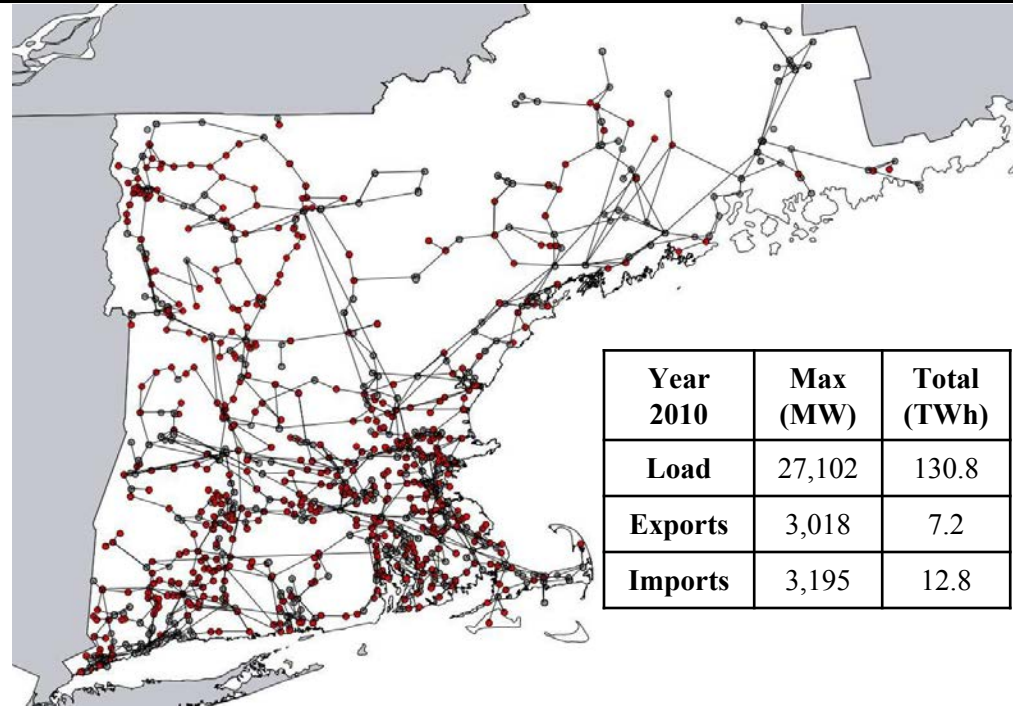 Year 2010 Max (MW) Total (TWh)
Load 27,102 130.8
Exports 3,018 7.2
Imports 3,195 12.8